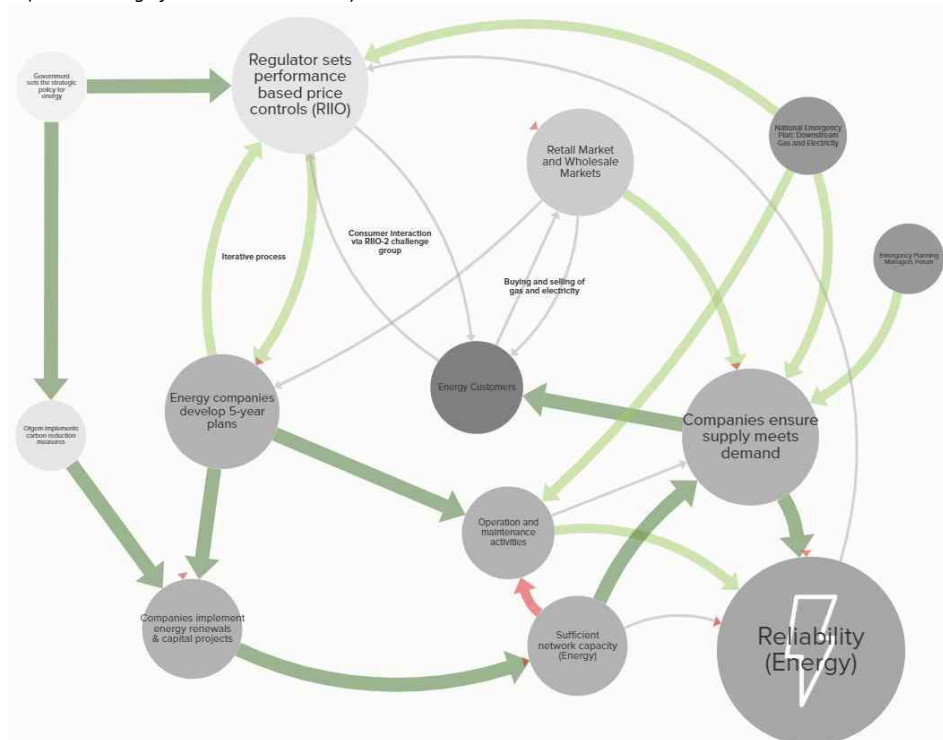 Government
sets the strategic
policy for
energy
Regulator sets
performance
based price
controls (RIIO)
National Emergency
Plan: Downstream
Gas and Electricity
Retail Market
and Wholesale
Markets
Consumer interaction
via RIIO-2 challenge
group
Iterative process
Emergency Planning
Managers Forum
Buying and selling of
gas and electricity
Energy Customers
Energy companies
develop 5-year
plans
Ofgem implements
carbon reduction
measures
Companies ensure
supply meets
demand
Operation and
maintenance
activities
Companies implement
energy renewals
& capital projects
Sufficient
network capacity
(Energy)
Reliability
(Energy)